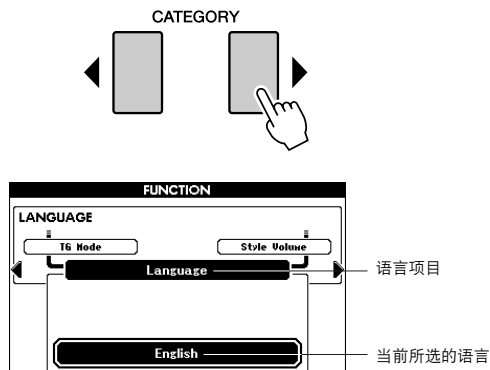 CATEGORY
FUNCTION
LANGUAGE
TG Mode
Style Volume
Language
语言项目
English
当前所选的语言